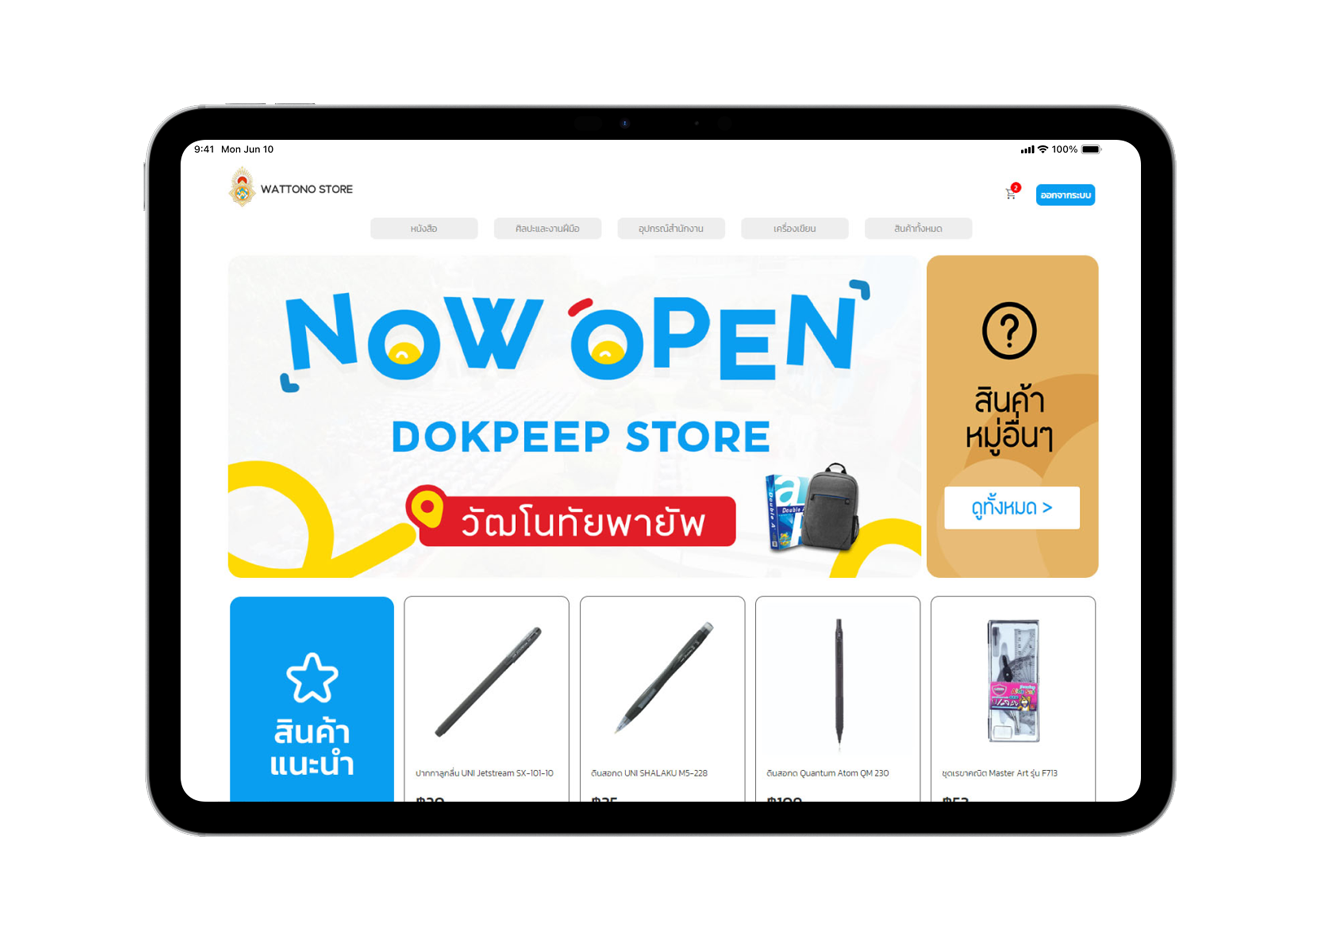 9:41 Mon Jun 10
100%
WATTONO STORE
2
ออกจากระบบ
หนังสือ
ศิลปะและงานฝีมือ
อุปกรณ์สำนักงาน
เครื่องเขียน
สินค้าทั้งหมด
NOW OPEN
DOKPEEP STORE
วัฒโนทัยพายัพ
Double A
?
สินค้า
หมู่อื่นๆ
ดูทั้งหมด >
สินค้า
แนะนำ
ปากกาลูกลื่น UNI Jetstream SX-101-10
ดินสอกด UNI SHALAKU M5-228
ดินสอกด Quantum Atom QM 230
ชุดเรขาคณิต Master Art รุ่น F713